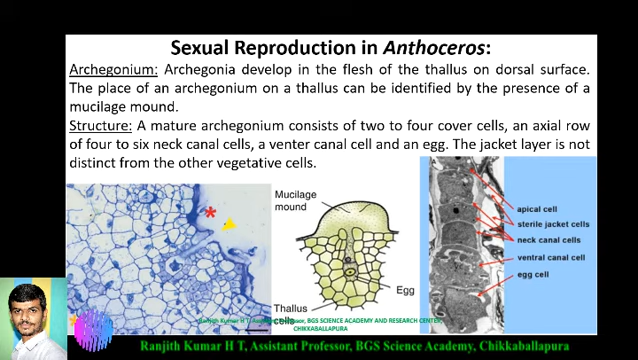 Sexual Reproduction in Anthoceros:
Archegonium: Archegonia develop in the flesh of the thallus on dorsal surface.
The place of an archegonium on a thallus can be identified by the presence of a
mucilage mound.
Structure: A mature archegonium consists of two to four cover cells, an axial row
of four to six neck canal cells, a venter canal cell and an egg. The jacket layer is not
distinct from the other vegetative cells.
Mucilage
mound
Egg
Thallus
cells
apical cell
sterile jacket cells
neck canal cells
ventral canal cell
egg cell
Ranjith Kumar H T, Assistant Professor, BGS SCIENCE ACADEMY AND RESEARCH CENTER,
CHIKKABALLAPURA
Ranjith Kumar H T, Assistant Professor, BGS Science Academy, Chikkaballapura